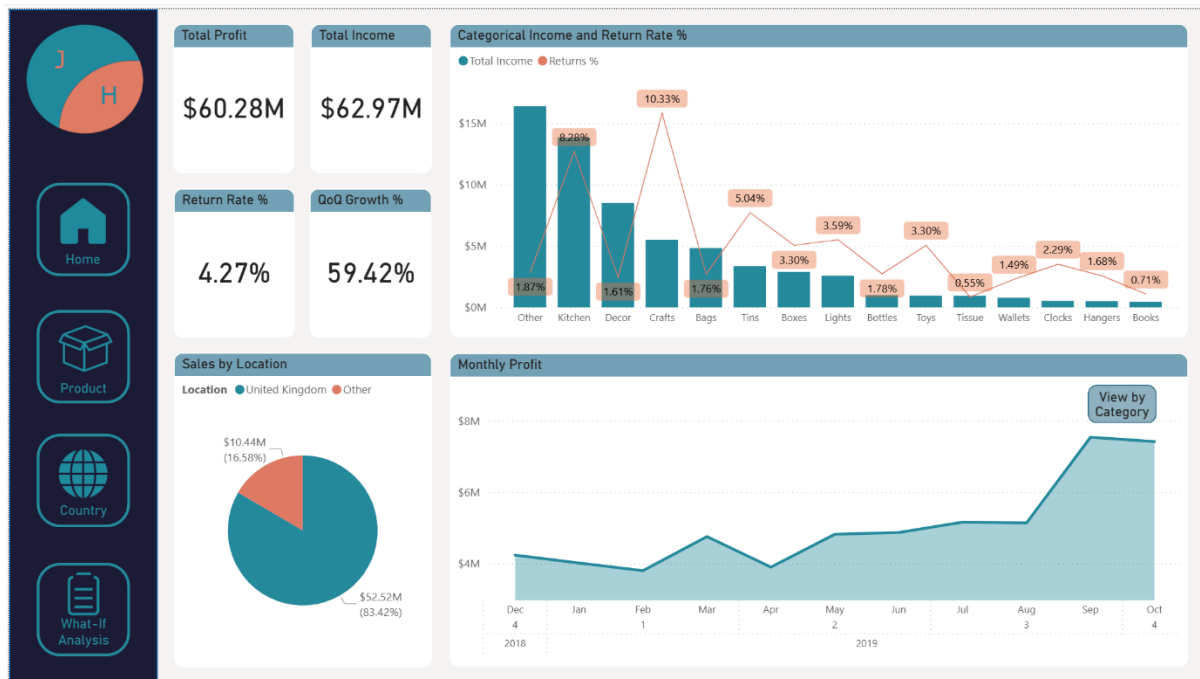 J
H
Home
Product
Country
What-If
Analysis
Total Profit
$60.28M
Total Income
$62.97M
Return Rate %
4.27%
QoQ Growth %
59.42%
Categorical Income and Return Rate %
Total Income Returns %
$15M
$10M
$5M
$0M
1.87%
8.28%
1.61%
10.33%
1.76%
5.04%
3.30%
3.59%
1.78%
3.30%
0.55%
1.49%
2.29%
1.68%
0.71%
Other Kitchen Decor Crafts Bags Tins Boxes Lights Bottles Toys Tissue Wallets Clocks Hangers Books
Sales by Location
Location United Kingdom Other
$10.44M
(16.58%)
$52.52M
(83.42%)
Monthly Profit
View by
Category
$8M
$6M
$4M
Dec Jan Feb Mar Apr May Jun Jul Aug Sep Oct
4 1 2 3 4
2018 2019